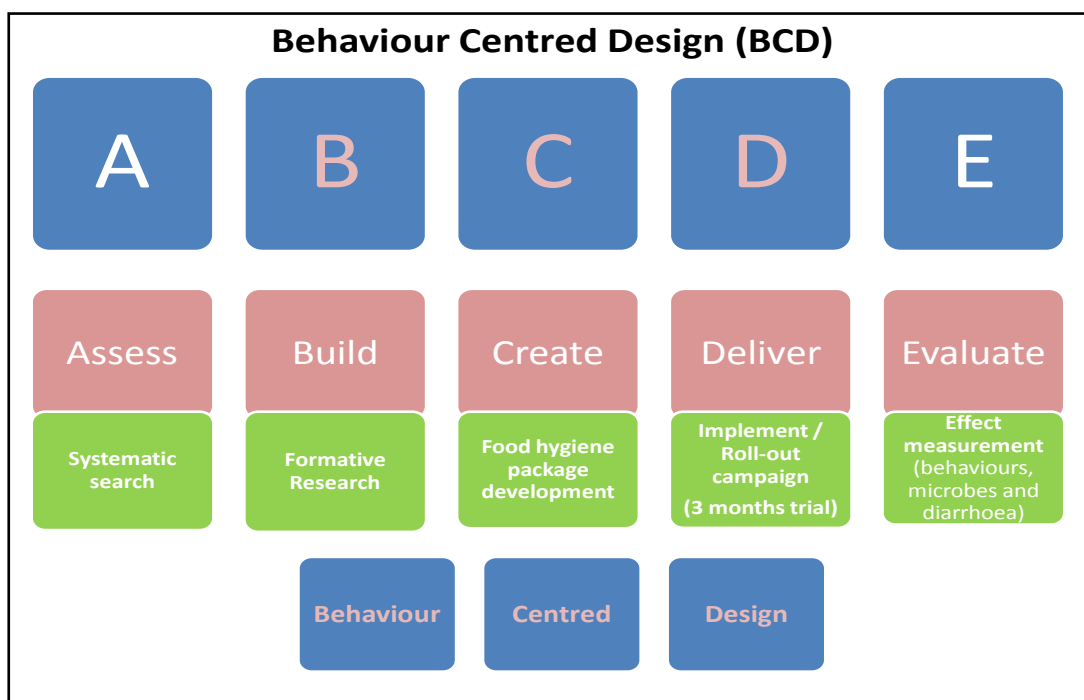 Behaviour Centred Design (BCD)
A
B
C
D
E
Assess
Build
Create
Deliver
Evaluate
Systematic
search
Formative
Research
Food hygiene
package
development
Implement /
Roll-out
campaign
(3 months trial)
Effect
measurement
(behaviours,
microbes and
diarrhoea)
Behaviour
Centred
Design